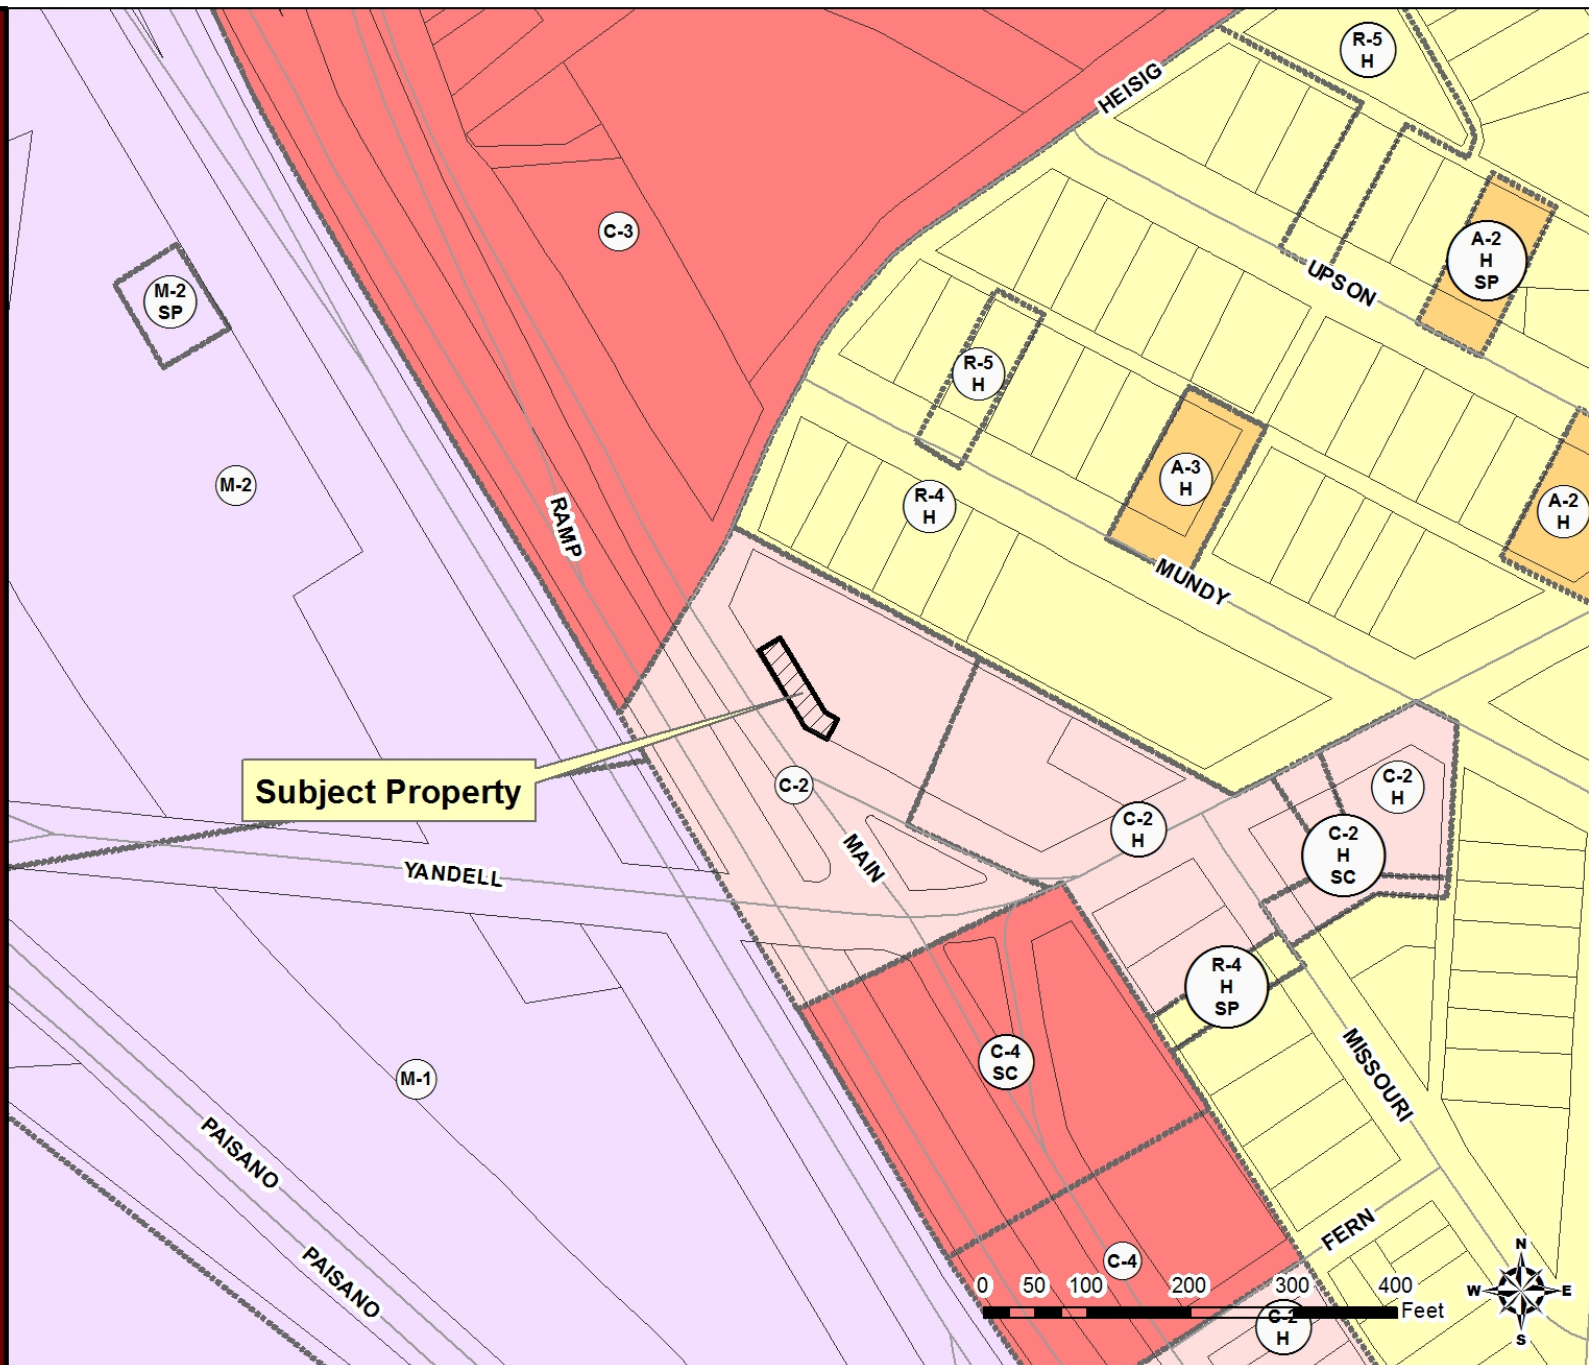 R-5
H
HEISIG
C-3
A-2
H
SP
UPSON
M-2
SP
R-5
H
A-3
H
M-2
R-4
H
A-2
H
RAMP
MUNDY
Subject Property
C-2
C-2
H
C-2
H
C-2
H
SC
MAIN
YANDELL
R-4
H
SP
C-4
SC
MISSOURI
M-1
PAISANO
FERN
C-4
PAISANO
0 50 100 200 300 400
Feet
C-2
H
N
W E
S